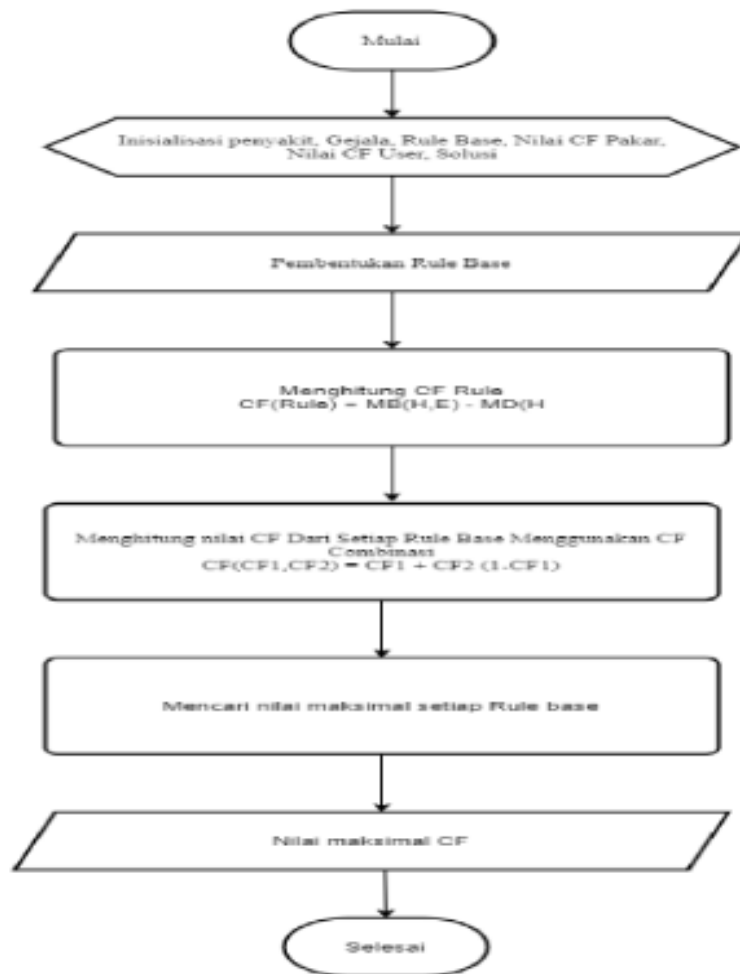 Mulai
Inisialisasi penyakit, Gejala, Rule Base, Nilai CF Pakar,
Nilai CF User, Solusi
Pembentukan Rule Base
Menghitung CF Rule
CF(Rule) = MB(H,E) - MD(H
Menghitung nilai CF Dari Setiap Rule Base Menggunakan CF
Combinasi
CF(CF1,CF2) = CF1 + CF2 (1-CF1)
Mencari nilai maksimal setiap Rule base
Nilai maksimal CF
Selesai